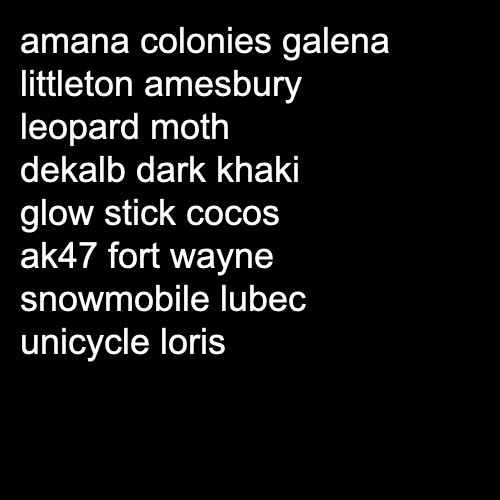 amana colonies galena
littleton amesbury
leopard moth
dekalb dark khaki
glow stick cocos
ak47 fort wayne
snowmobile lubec
unicycle loris